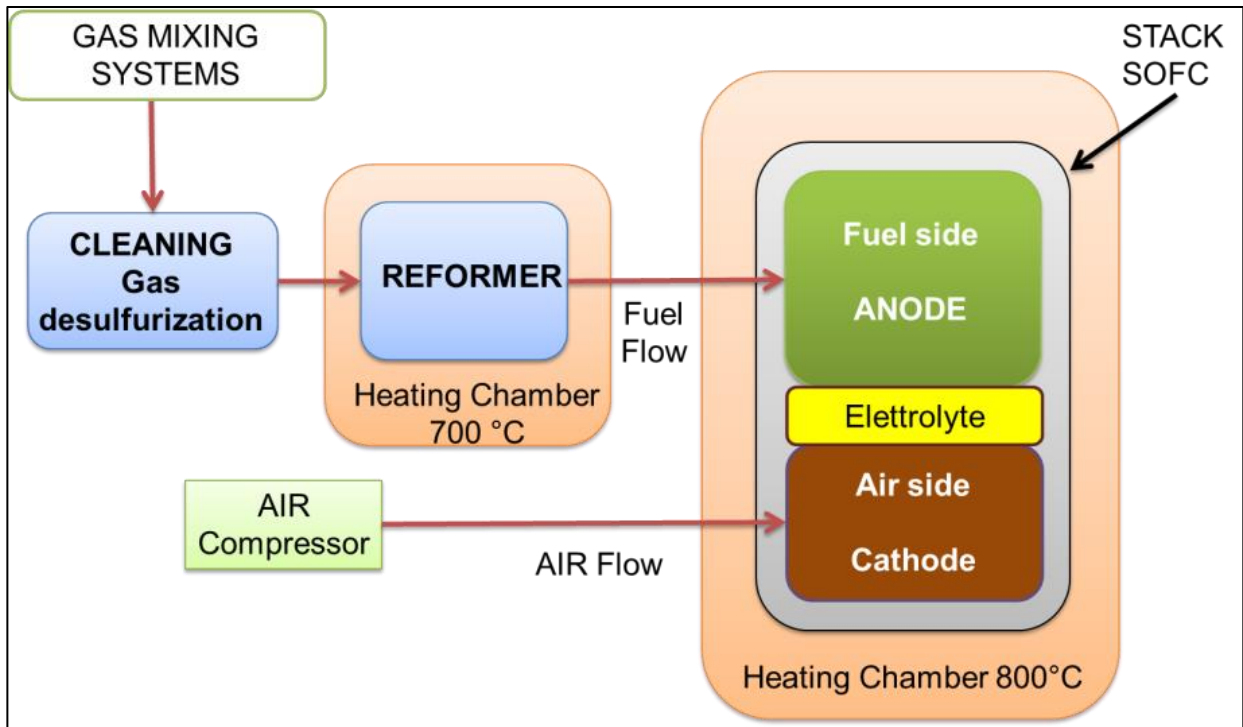 GAS MIXING
SYSTEMS
STACK
SOFC
CLEANING
Gas
desulfurization
REFORMER
Fuel side
ANODE
Fuel
Flow
Heating Chamber
700 °C
Elettrolyte
AIR
Compressor
AIR Flow
Air side
Cathode
Heating Chamber 800°C